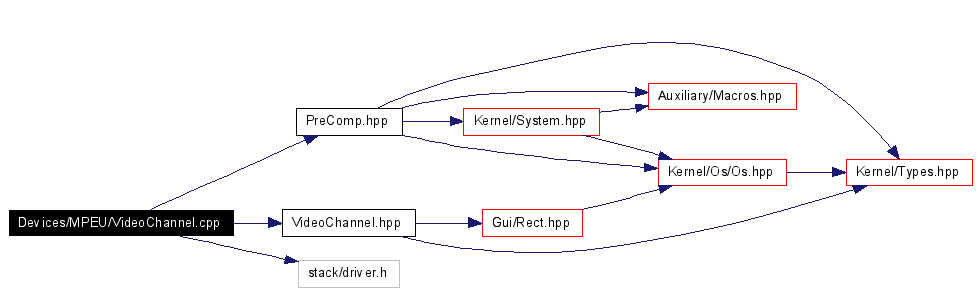 Auxiliary/Macros.hpp
PreComp.hpp
Kernel/System.hpp
Kernel/Os/Os.hpp
Kernel/Types.hpp
Devices/MPEU/VideoChannel.cpp
VideoChannel.hpp
Gui/Rect.hpp
stack/driver.h